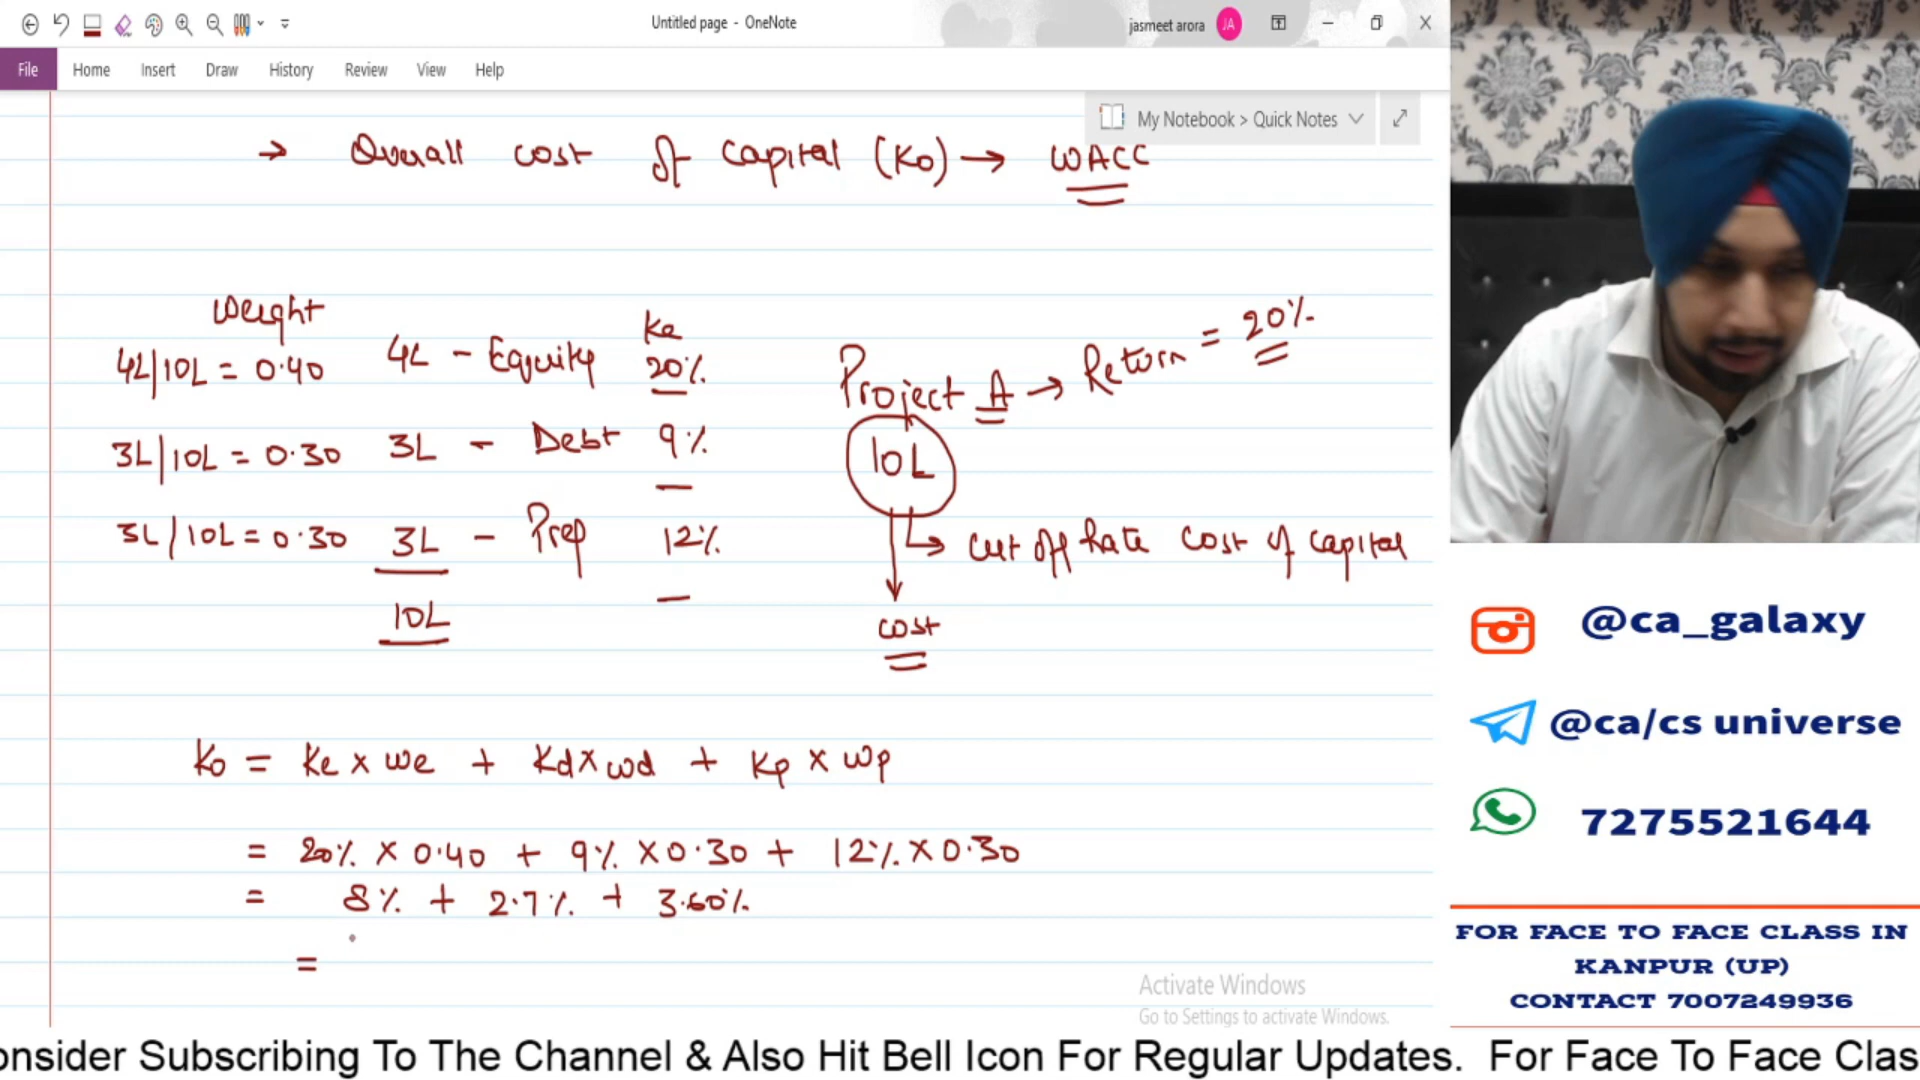 Untitled page - OneNote
jasmeet arora JA
File Home Insert Draw History Review View Help
My Notebook > Quick Notes
→ Overall cost of capital (Ko) → WACC
Weight
Ke
4L/10L = 0.40 4L - Equity 20%
3L/10L = 0.30 3L - Debt 9%
3L/10L = 0.30 3L - Pref 12%
10L
Project A → Return = 20%
10L
cut off Rate cost of capital
cost
Ko = Ke x we + Kd x wd + Kp x wp
= 20% x 0.40 + 9% x 0.30 + 12% x 0.30
= 8% + 2.7% + 3.60%
=
Activate Windows
Go to Settings to activate Windows.
@ca_galaxy
@ca/cs universe
7275521644
FOR FACE TO FACE CLASS IN
KANPUR (UP)
CONTACT 7007249936
onsider Subscribing To The Channel & Also Hit Bell Icon For Regular Updates. For Face To Face Clas